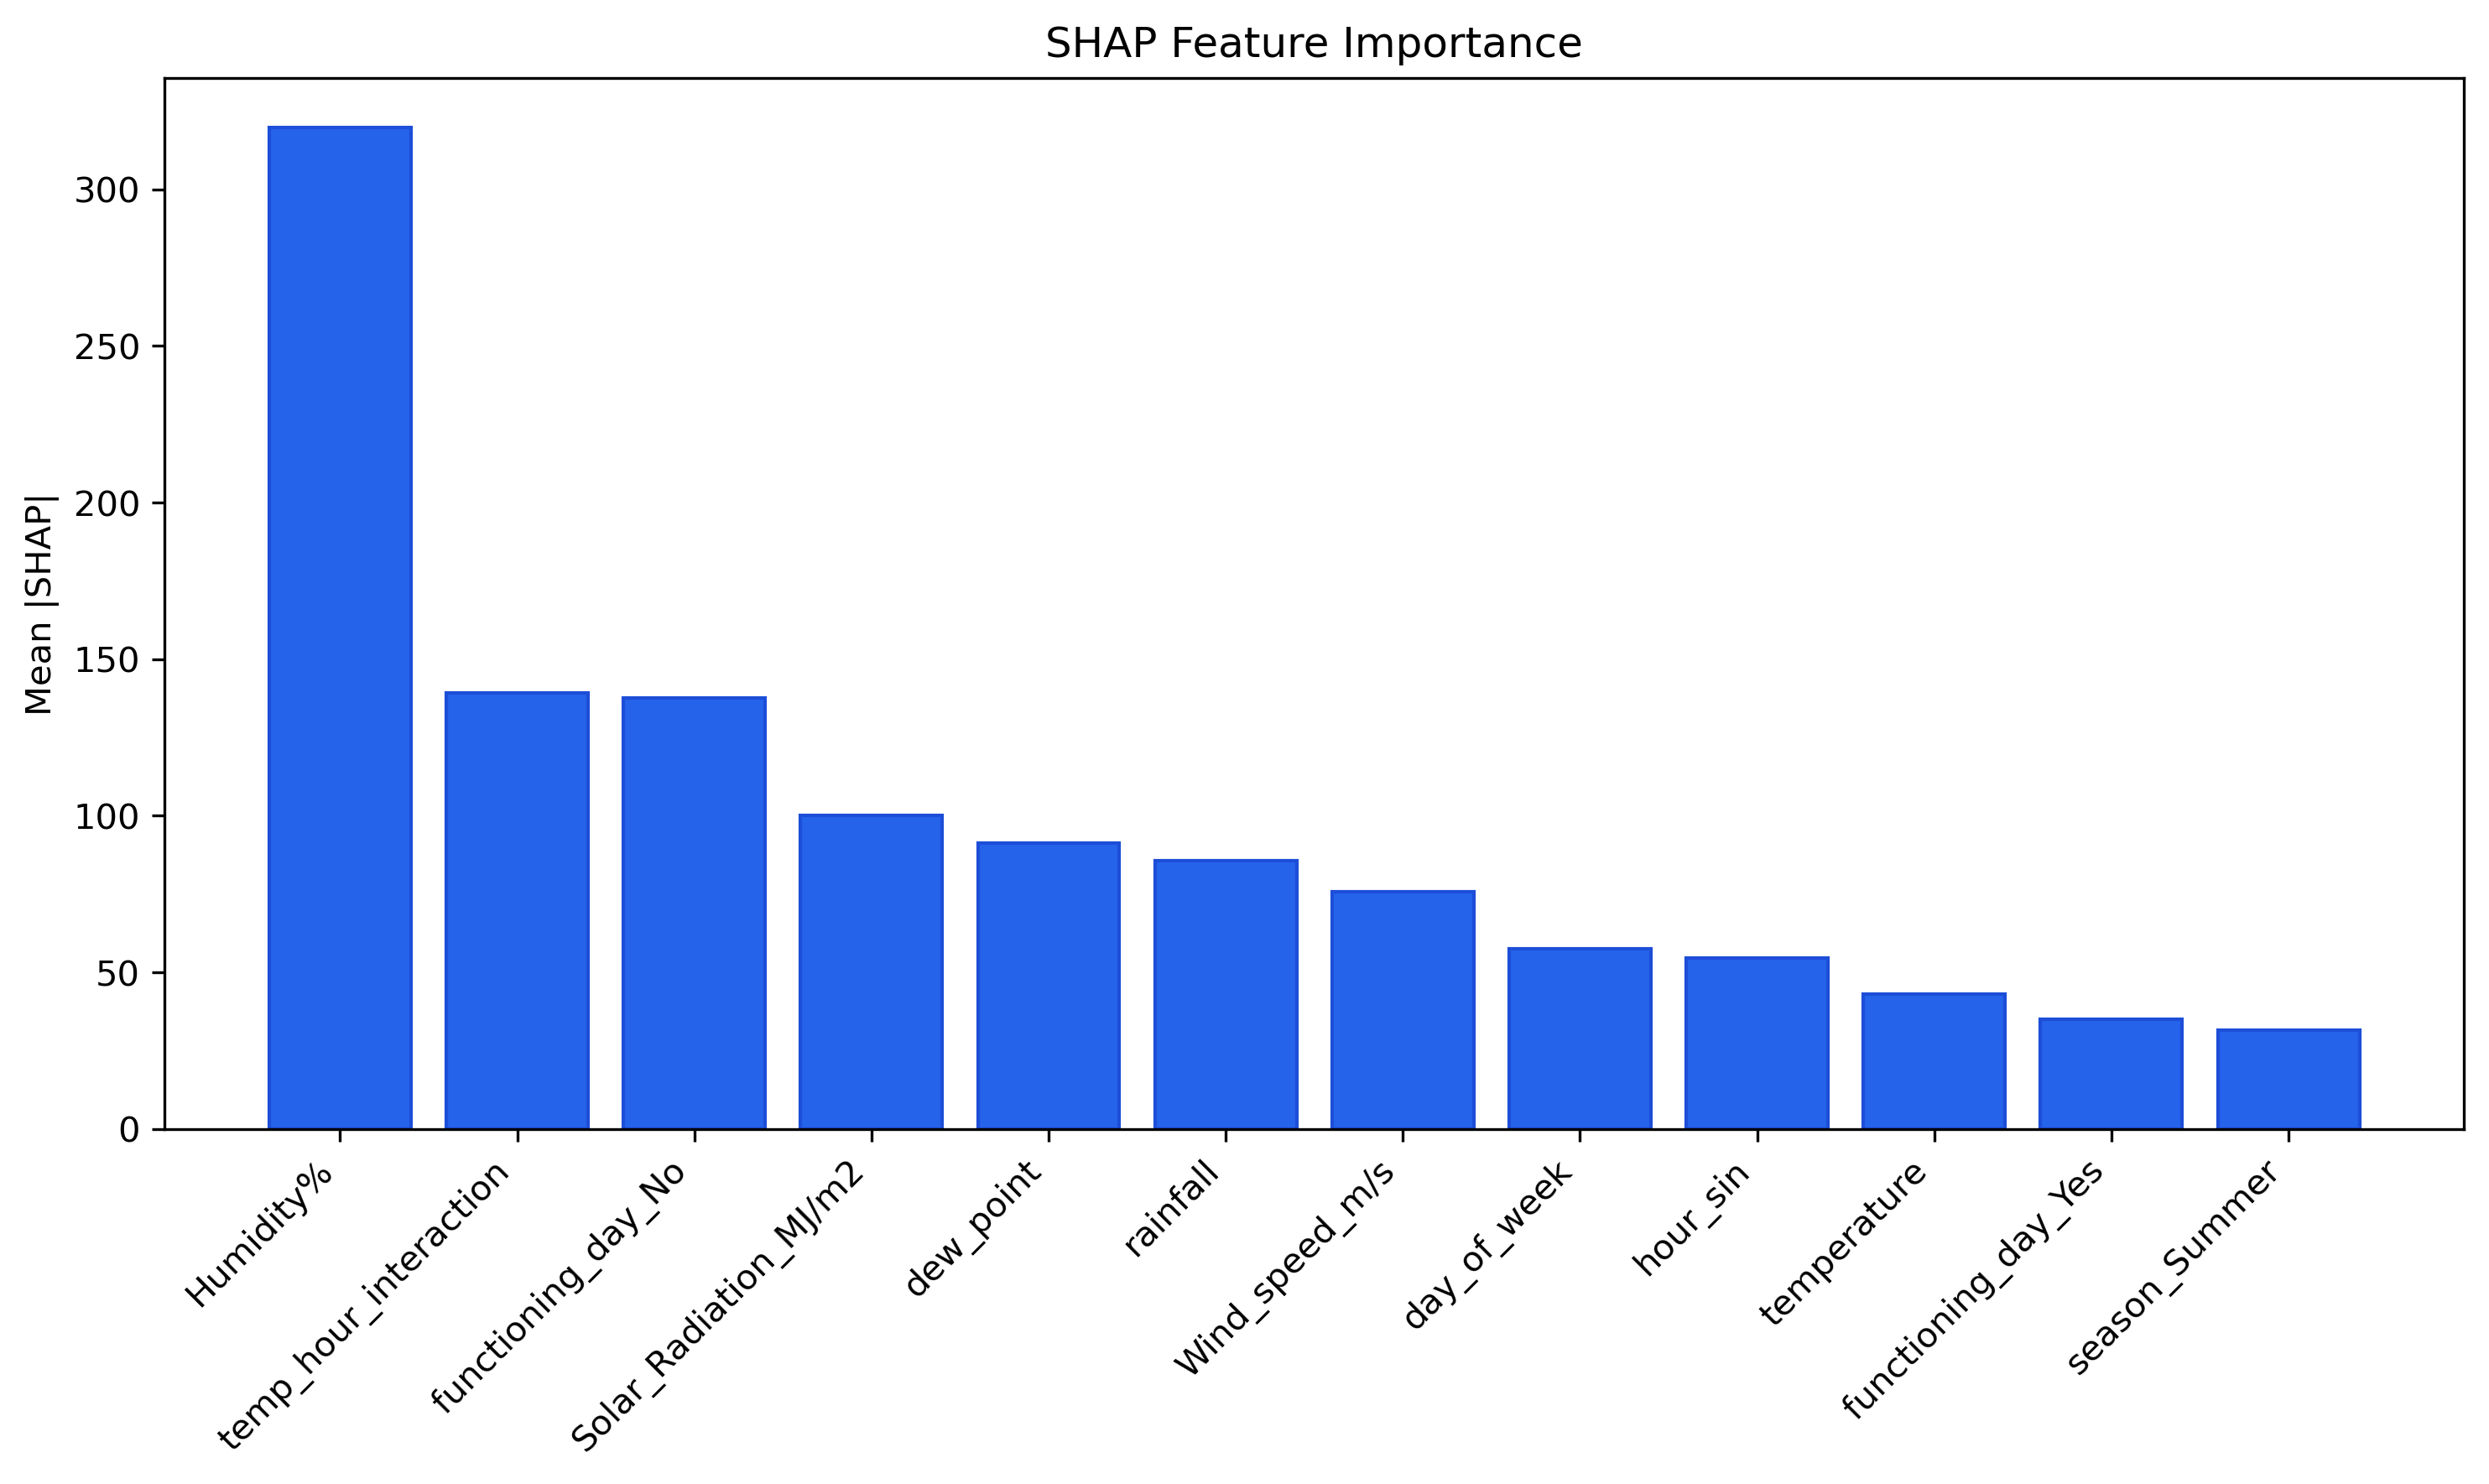 SHAP Feature Importance
Mean |SHAP|
300
250
200
150
100
50
0
Humidity%
temp_hour_interaction
functioning_day_No
Solar_Radiation_MJ/m2
dew_point
rainfall
Wind_speed_m/s
day_of_week
hour_sin
temperature
functioning_day_Yes
season_Summer